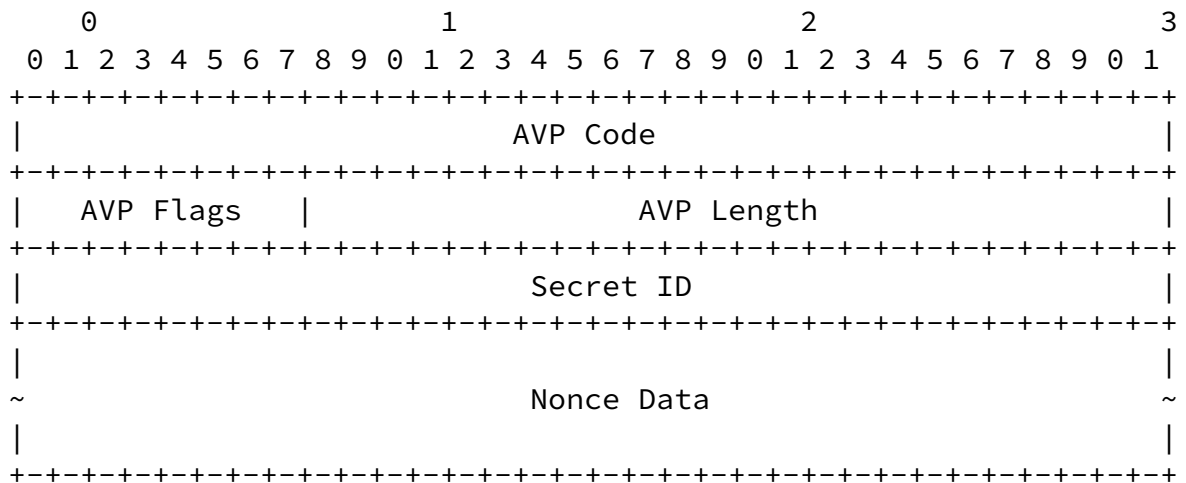 0                   1                   2                   3
 0 1 2 3 4 5 6 7 8 9 0 1 2 3 4 5 6 7 8 9 0 1 2 3 4 5 6 7 8 9 0 1
+-+-+-+-+-+-+-+-+-+-+-+-+-+-+-+-+-+-+-+-+-+-+-+-+-+-+-+-+-+-+-+-+
|                           AVP Code                            |
+-+-+-+-+-+-+-+-+-+-+-+-+-+-+-+-+-+-+-+-+-+-+-+-+-+-+-+-+-+-+-+-+
|   AVP Flags   |                  AVP Length                   |
+-+-+-+-+-+-+-+-+-+-+-+-+-+-+-+-+-+-+-+-+-+-+-+-+-+-+-+-+-+-+-+-+
|                            Secret ID                          |
+-+-+-+-+-+-+-+-+-+-+-+-+-+-+-+-+-+-+-+-+-+-+-+-+-+-+-+-+-+-+-+-+
|                                                               |
~                            Nonce Data                         ~
|                                                               |
+-+-+-+-+-+-+-+-+-+-+-+-+-+-+-+-+-+-+-+-+-+-+-+-+-+-+-+-+-+-+-+-+